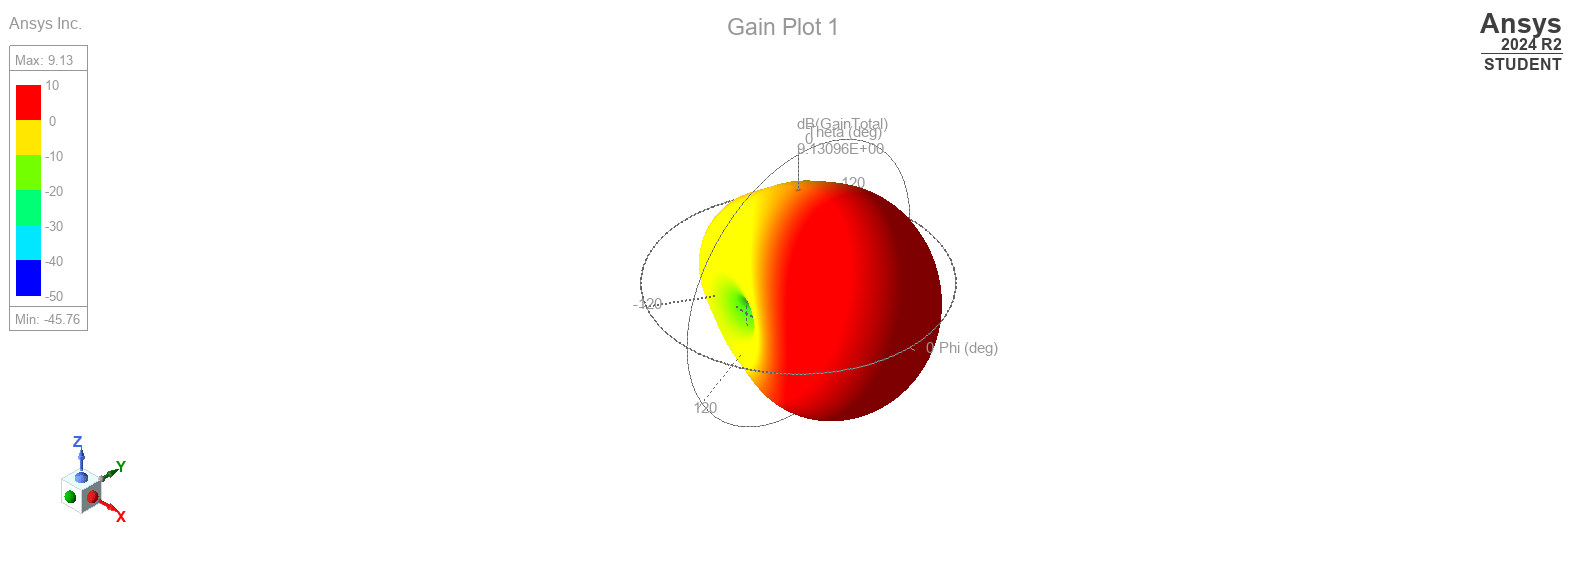 Ansys Inc.
Gain Plot 1
Ansys
2024 R2
STUDENT
Max: 9.13
10
0
-10
-20
-30
-40
-50
Min: -45.76
dB(GainTotal)
Theta (deg)
0
9.13096E+00
-120
-120
0 Phi (deg)
120
Z
Y
X